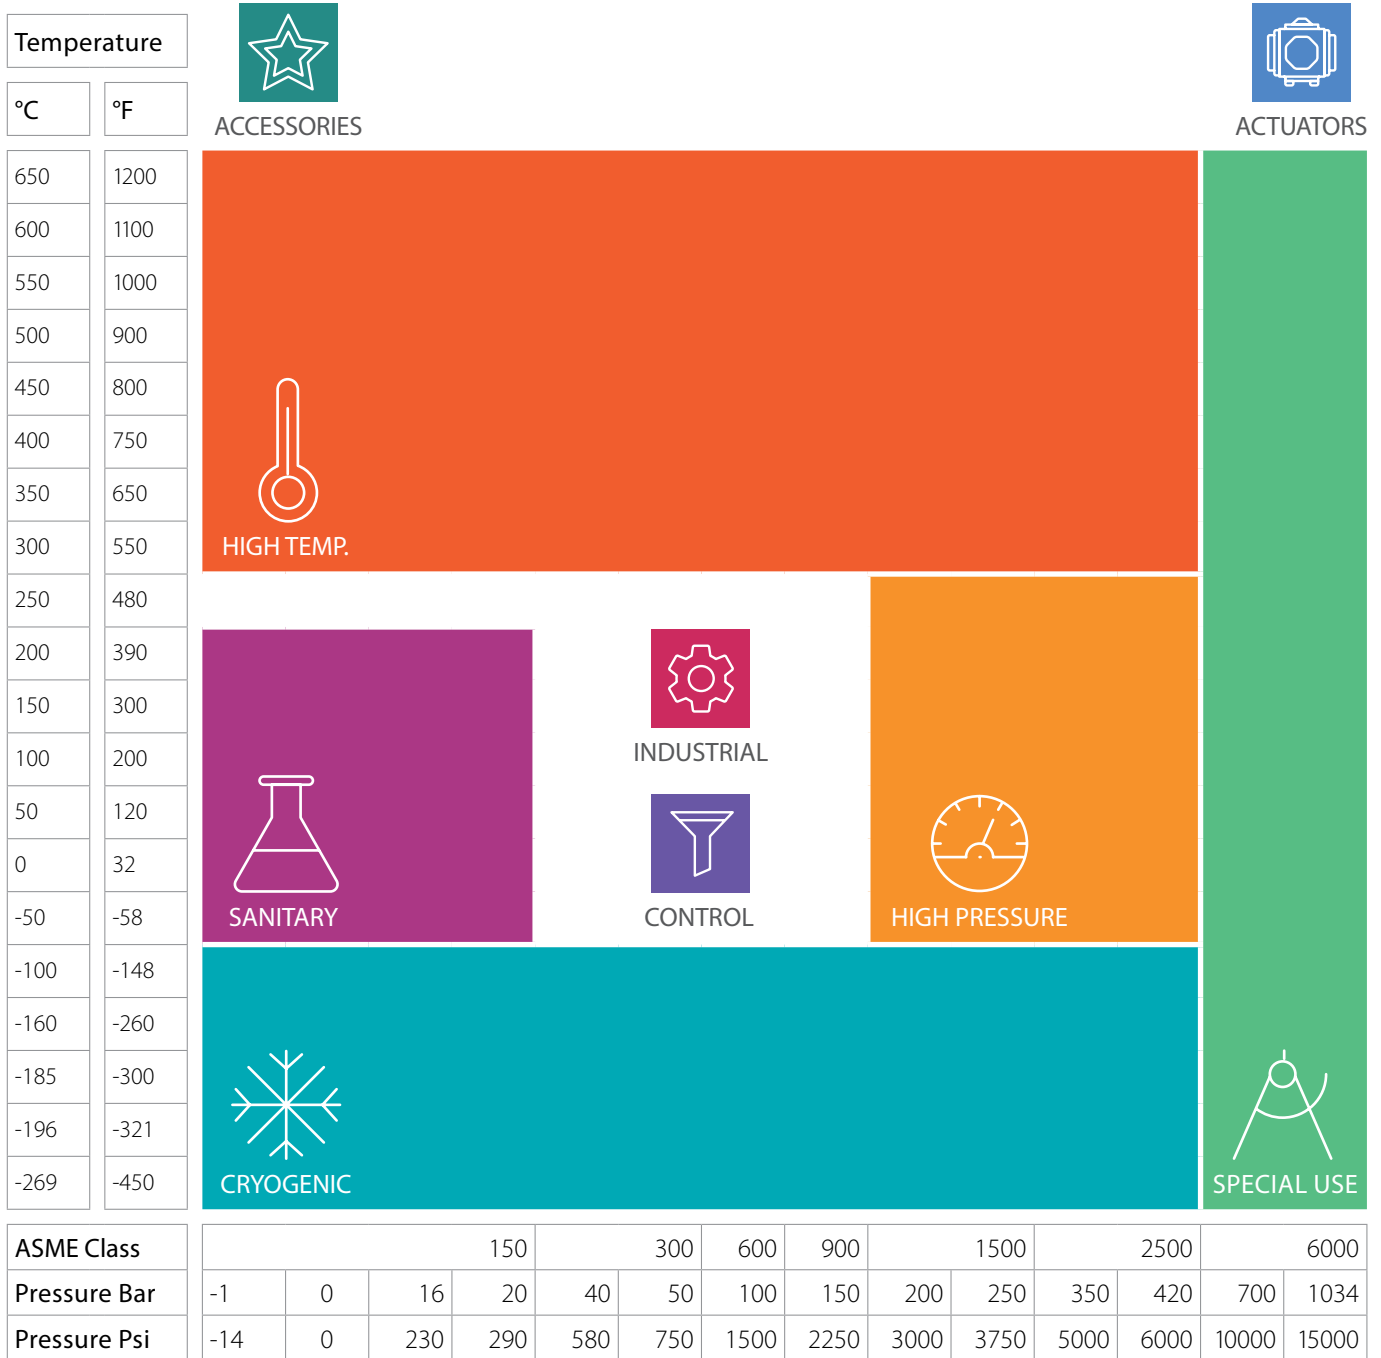 Temperature
°C °F
ACCESSORIES ACTUATORS
650 1200
600 1100
550 1000
500 900
450 800
400 750
350 650
300 550
HIGH TEMP.
250 480
200 390
150 300
INDUSTRIAL
100 200
50 120
0 32
-50 -58
SANITARY CONTROL HIGH PRESSURE
-100 -148
-160 -260
-185 -300
-196 -321
-269 -450
CRYOGENIC SPECIAL USE
ASME Class 150 300 600 900 1500 2500 6000
Pressure Bar -1 0 16 20 40 50 100 150 200 250 350 420 700 1034
Pressure Psi -14 0 230 290 580 750 1500 2250 3000 3750 5000 6000 10000 15000